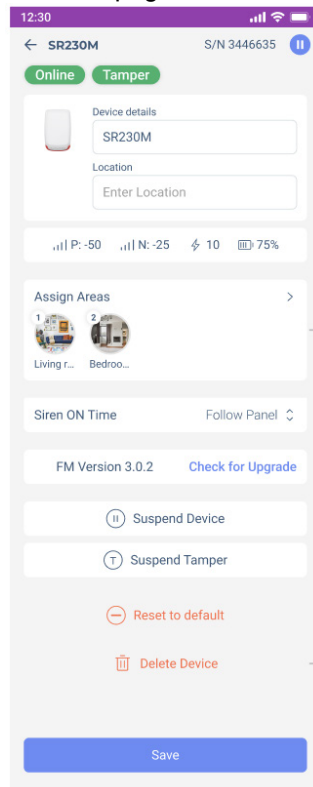 12:30
SR230M S/N 3446635
Online Tamper
Device details
SR230M
Location
Enter Location
P: -50 N: -25 10 75%
Assign Areas
1 2
Living r... Bedroo...
Siren ON Time Follow Panel
FM Version 3.0.2 Check for Upgrade
Suspend Device
T Suspend Tamper
Reset to default
Delete Device
Save